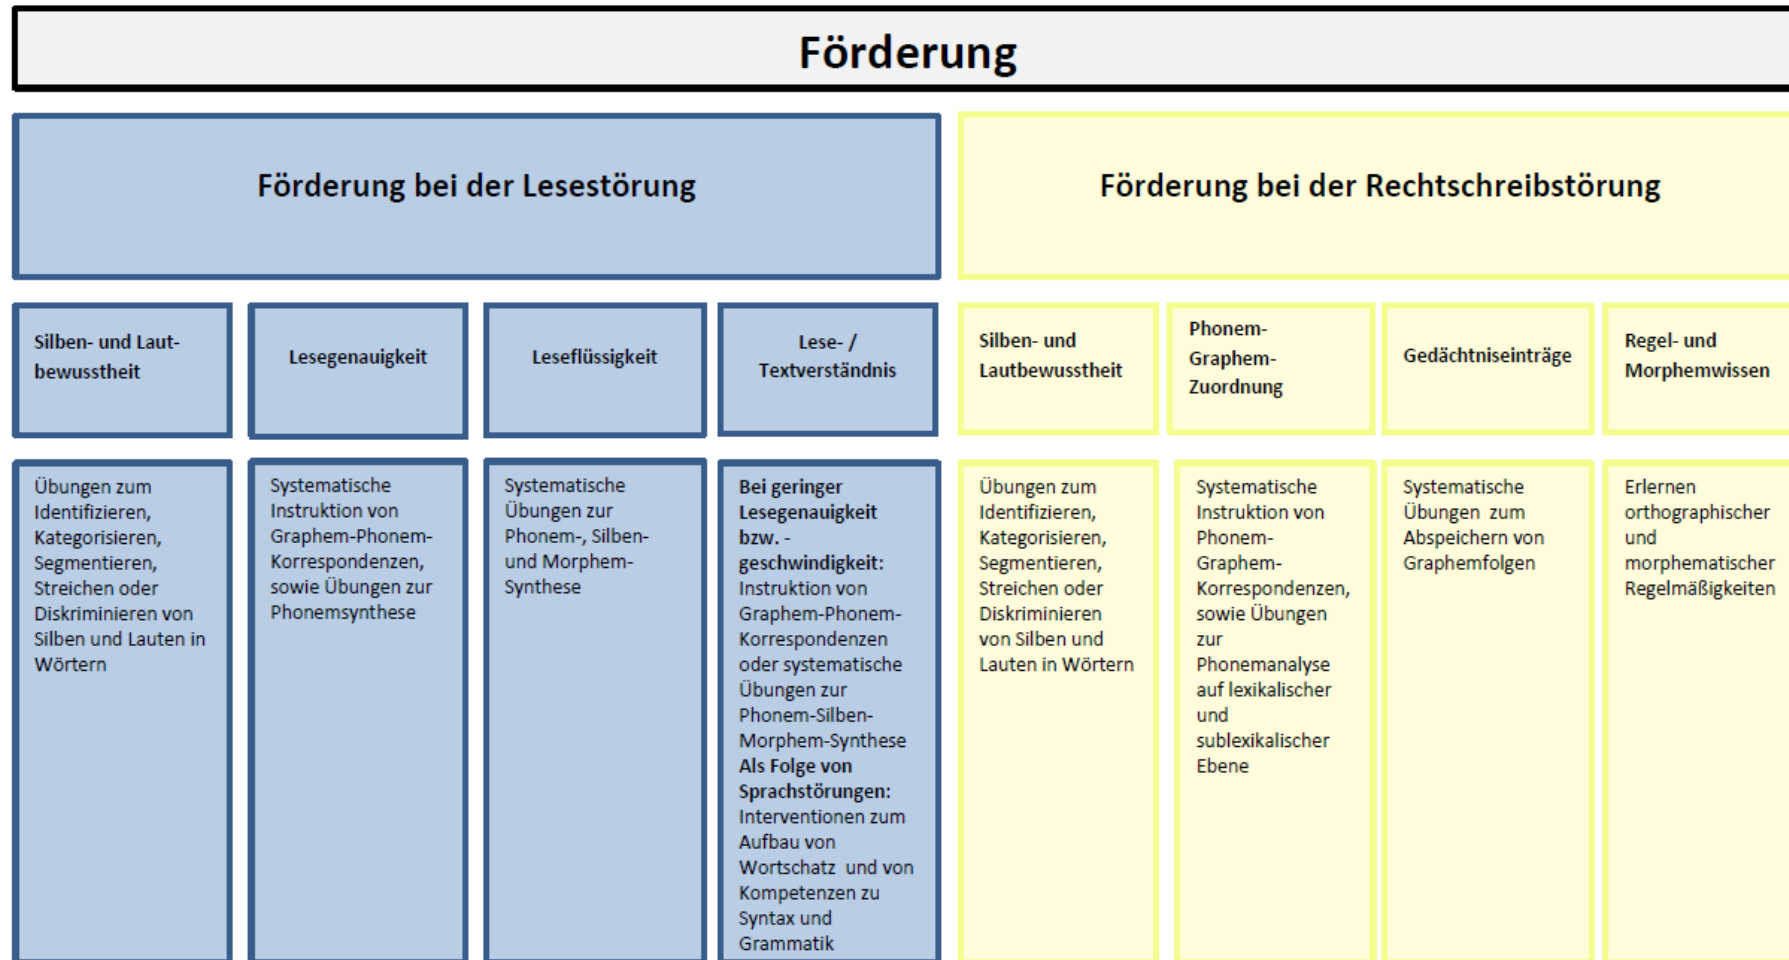 Förderung
Förderung bei der Lesestörung
Förderung bei der Rechtschreibstörung
Silben- und Laut-
bewusstheit
Lesegenauigkeit
Leseflüssigkeit
Lese- /
Textverständnis
Silben- und
Lautbewusstheit
Phonem-
Graphem-
Zuordnung
Gedächtniseinträge
Regel- und
Morphemwissen
Übungen zum
Identifizieren,
Kategorisieren,
Segmentieren,
Streichen oder
Diskriminieren von
Silben und Lauten in
Wörtern
Systematische
Instruktion von
Graphem-Phonem-
Korrespondenzen,
sowie Übungen zur
Phonemsynthese
Systematische
Übungen zur
Phonem-, Silben-
und Morphem-
Synthese
Bei geringer
Lesegenauigkeit
bzw. -
geschwindigkeit:
Instruktion von
Graphem-Phonem-
Korrespondenzen
oder systematische
Übungen zur
Phonem-Silben-
Morphem-Synthese
Als Folge von
Sprachstörungen:
Interventionen zum
Aufbau von
Wortschatz und von
Kompetenzen zu
Syntax und
Grammatik
Übungen zum
Identifizieren,
Kategorisieren,
Segmentieren,
Streichen oder
Diskriminieren
von Silben und
Lauten in Wörtern
Systematische
Instruktion von
Phonem-
Graphem-
Korrespondenzen,
sowie Übungen
zur
Phonemanalyse
auf lexikalischer
und
sublexikalischer
Ebene
Systematische
Übungen zum
Abspeichern von
Graphemfolgen
Erlernen
orthographischer
und
morphematischer
Regelmäßigkeiten